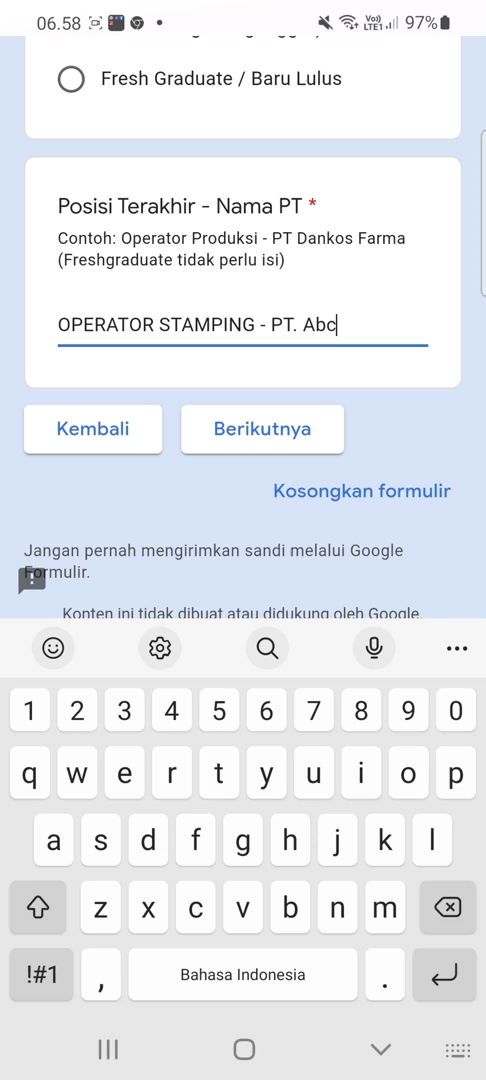 06.58
Vo)) LTE1 97%
Fresh Graduate / Baru Lulus
Posisi Terakhir - Nama PT *
Contoh: Operator Produksi - PT Dankos Farma
(Freshgraduate tidak perlu isi)
OPERATOR STAMPING - PT. Abc
Kembali Berikutnya
Kosongkan formulir
Jangan pernah mengirimkan sandi melalui Google
Formulir.
Konten ini tidak dibuat atau didukung oleh Google.
1 2 3 4 5 6 7 8 9 0
q w e r t y u i o p
a s d f g h j k l
z x c v b n m
!#1 , Bahasa Indonesia .